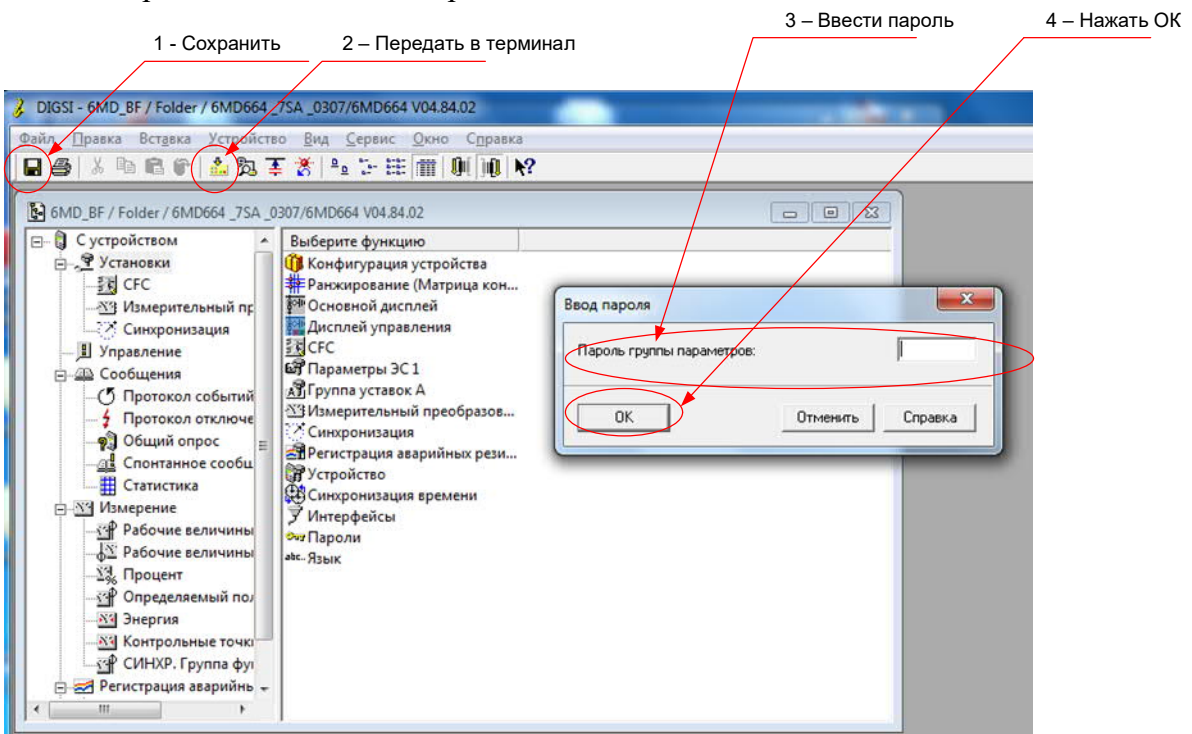 3 – Ввести пароль
4 – Нажать ОК
1 - Сохранить
2 – Передать в терминал
DIGSI - 6MD_BF / Folder / 6MD664 _7SA _0307/6MD664 V04.84.02
Файл Правка Вставка Устройство Вид Сервис Окно Справка
6MD_BF / Folder / 6MD664 _7SA _0307/6MD664 V04.84.02
С устройством
Установки
CFC
Измерительный пр
Синхронизация
Управление
Сообщения
Протокол событий
Протокол отключе
Общий опрос
Спонтанное сообщ
Статистика
Измерение
Рабочие величины
Рабочие величины
Процент
Определяемый пол
Энергия
Контрольные точки
СИНХР. Группа фун
Регистрация аварийнь
Выберите функцию
Конфигурация устройства
Ранжирование (Матрица кон...
Основной дисплей
Дисплей управления
CFC
Параметры ЭС 1
Группа уставок А
Измерительный преобразов...
Синхронизация
Регистрация аварийных рези...
Устройство
Синхронизация времени
Интерфейсы
Пароли
abc.. Язык
Ввод пароля
Пароль группы параметров:
ОК
Отменить
Справка